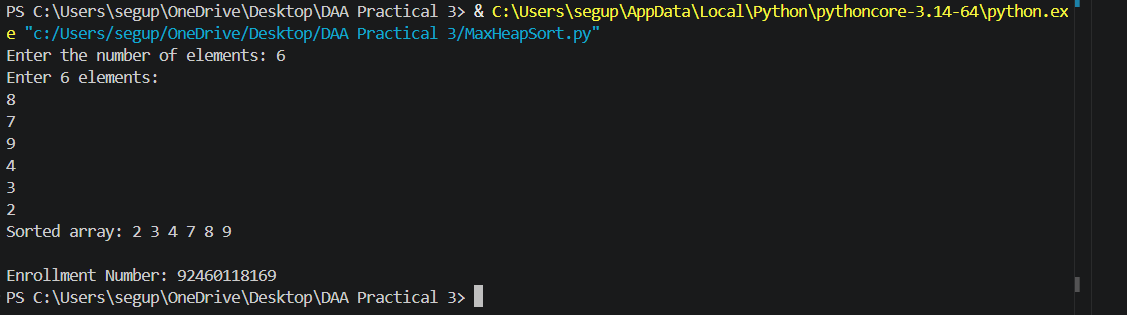 PS C:\Users\segup\OneDrive\Desktop\DAA Practical 3> & C:\Users\segup\AppData\Local\Python\pythoncore-3.14-64\python.ex
e "c:/Users/segup/OneDrive/Desktop/DAA Practical 3/MaxHeapSort.py"
Enter the number of elements: 6
Enter 6 elements:
8
7
9
4
3
2
Sorted array: 2 3 4 7 8 9
Enrollment Number: 92460118169
PS C:\Users\segup\OneDrive\Desktop\DAA Practical 3>